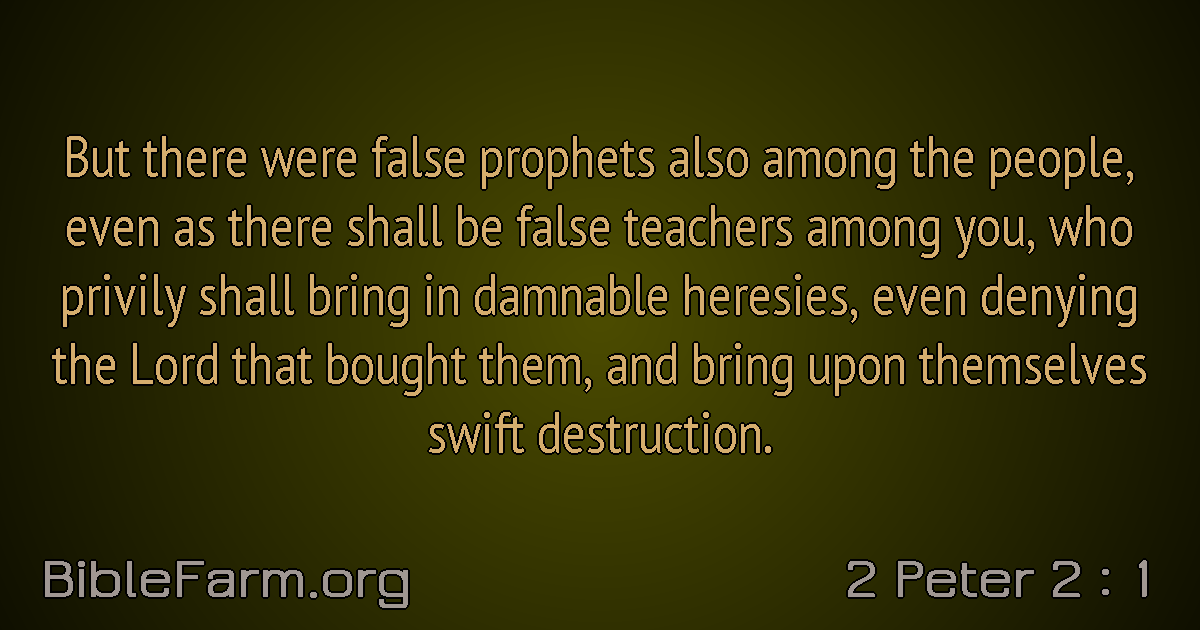 But there were false prophets also among the people,
even as there shall be false teachers among you, who
privily shall bring in damnable heresies, even denying
the Lord that bought them, and bring upon themselves
swift destruction.
BibleFarm.org
2 Peter 2 : 1